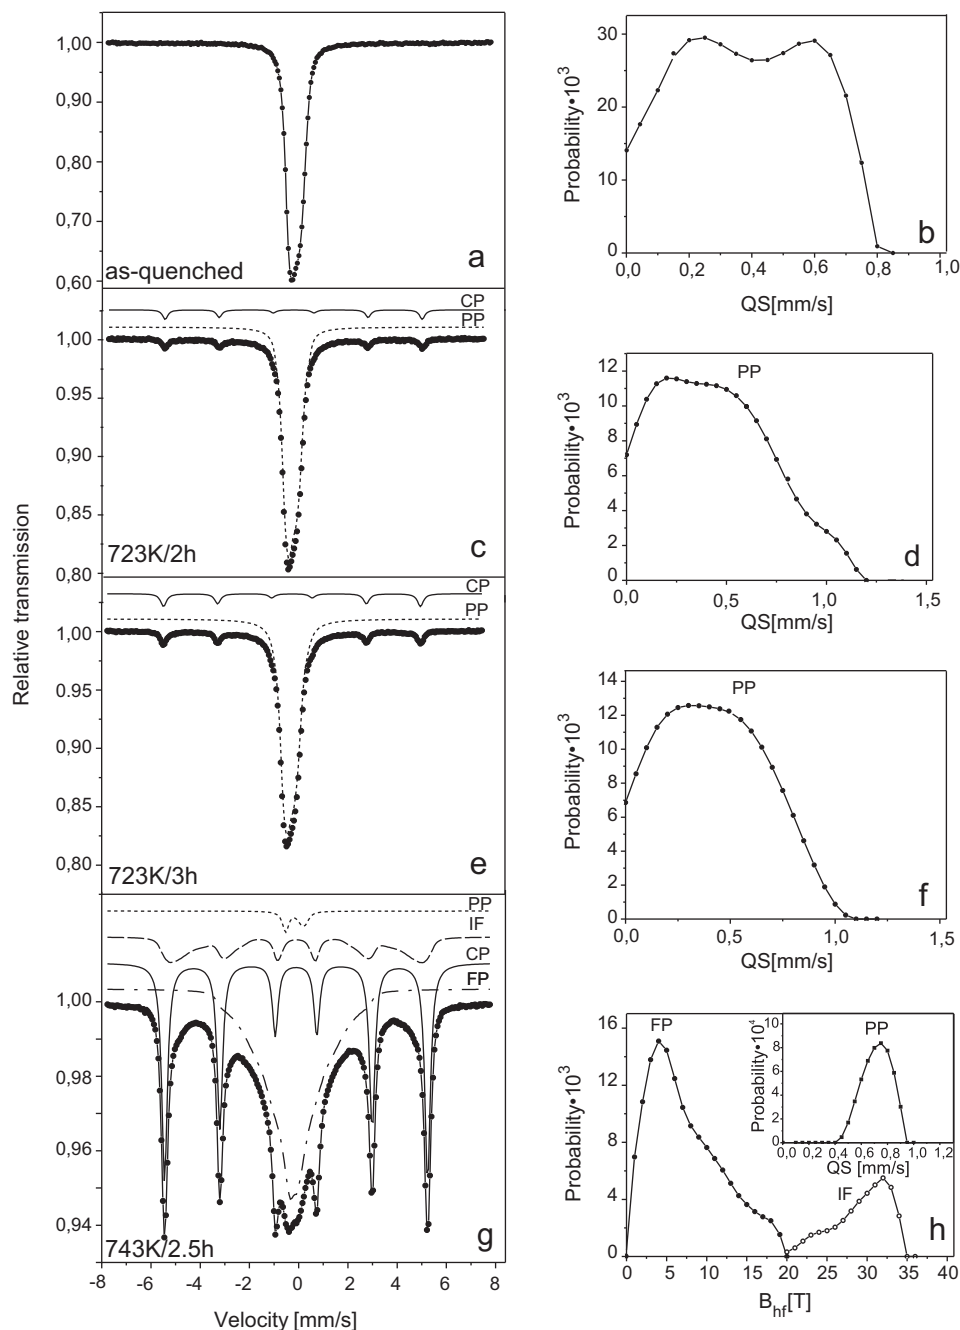 1,00
0,90
0,80
0,70
0,60
as-quenched
a
30
20
10
0
Probability•10³
0,0 0,2 0,4 0,6 0,8 1,0
QS[mm/s]
b
CP
PP
1,00
0,95
0,90
0,85
0,80
723K/2h
c
12
10
8
6
4
2
0
Probability•10³
PP
0,0 0,5 1,0 1,5
QS[mm/s]
d
Relative transmission
CP
PP
1,00
0,95
0,90
0,85
0,80
723K/3h
e
14
12
10
8
6
4
2
0
Probability•10³
PP
0,0 0,5 1,0 1,5
QS[mm/s]
f
PP
IF
CP
FP
1,00
0,98
0,96
0,94
743K/2.5h
g
-8 -6 -4 -2 0 2 4 6 8
Velocity [mm/s]
16
12
8
4
0
Probability•10³
FP
IF
0 5 10 15 20 25 30 35 40
B_hf[T]
h
10
8
6
4
2
0
Probability•10⁴
PP
0,0 0,2 0,4 0,6 0,8 1,0 1,2
QS [mm/s]